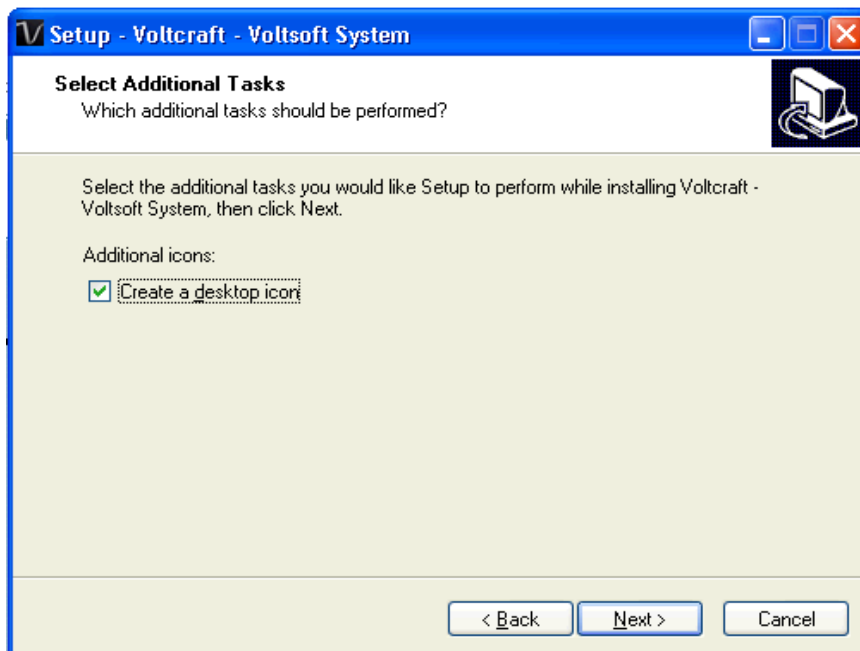 Setup - Voltcraft - Voltsoft System
Select Additional Tasks
Which additional tasks should be performed?
Select the additional tasks you would like Setup to perform while installing Voltcraft -
Voltsoft System, then click Next.
Additional icons:
Create a desktop icon
< Back
Next >
Cancel